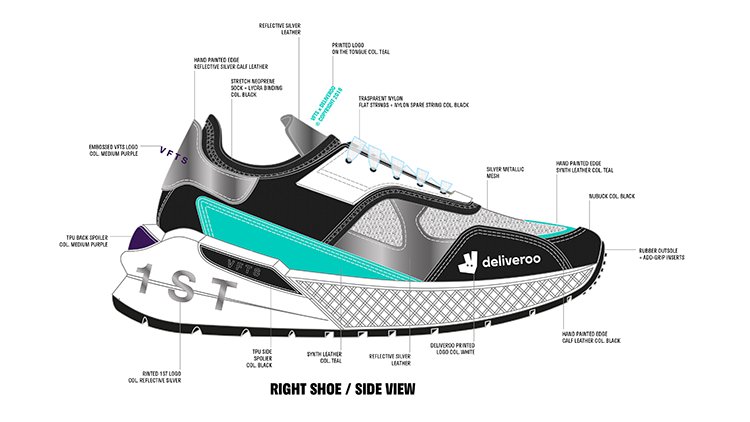 REFLECTIVE SILVER
LEATHER
PRINTED LOGO
ON THE TONGUE COL. TEAL
HAND PAINTED EDGE
REFLECTIVE SILVER CALF LEATHER
STRETCH NEOPRENE
SOCK + LYCRA BINDING
COL. BLACK
VFTS x DELIVEROO
© COPYRIGHT 2019
TRASPARENT NYLON
FLAT STRINGS + NYLON SPARE STRING COL. BLACK
EMBOSSED VFTS LOGO
COL. MEDIUM PURPLE
VFTS
SILVER METALLIC
MESH
HAND PAINTED EDGE
SYNTH LEATHER COL. TEAL
NUBUCK COL. BLACK
TPU BACK SPOILER
COL. MEDIUM PURPLE
RUBBER OUTSOLE
+ ADD-GRIP INSERTS
deliveroo
VFTS
1ST
HAND PAINTED EDGE
CALF LEATHER COL. BLACK
RINTED 1ST LOGO
COL. REFLECTIVE SILVER
TPU SIDE
SPOLIER
COL. BLACK
SYNTH LEATHER
COL. TEAL
REFLECTIVE SILVER
LEATHER
DELIVEROO PRINTED
LOGO COL. WHITE
RIGHT SHOE / SIDE VIEW